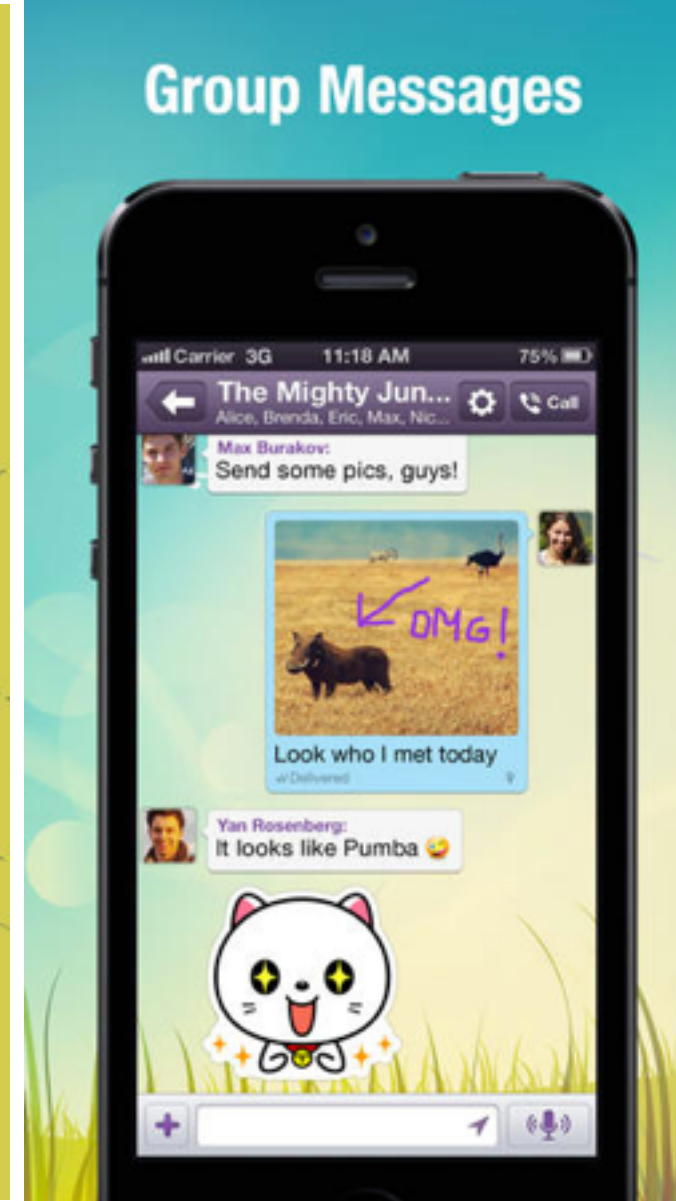 Group Messages
Carrier 3G 11:18 AM 75%
The Mighty Jun...
Alice, Brenda, Eric, Max, Nic...
Call
Max Burakov:
Send some pics, guys!
OMG!
Look who I met today
Delivered
Yan Rosenberg:
It looks like Pumba